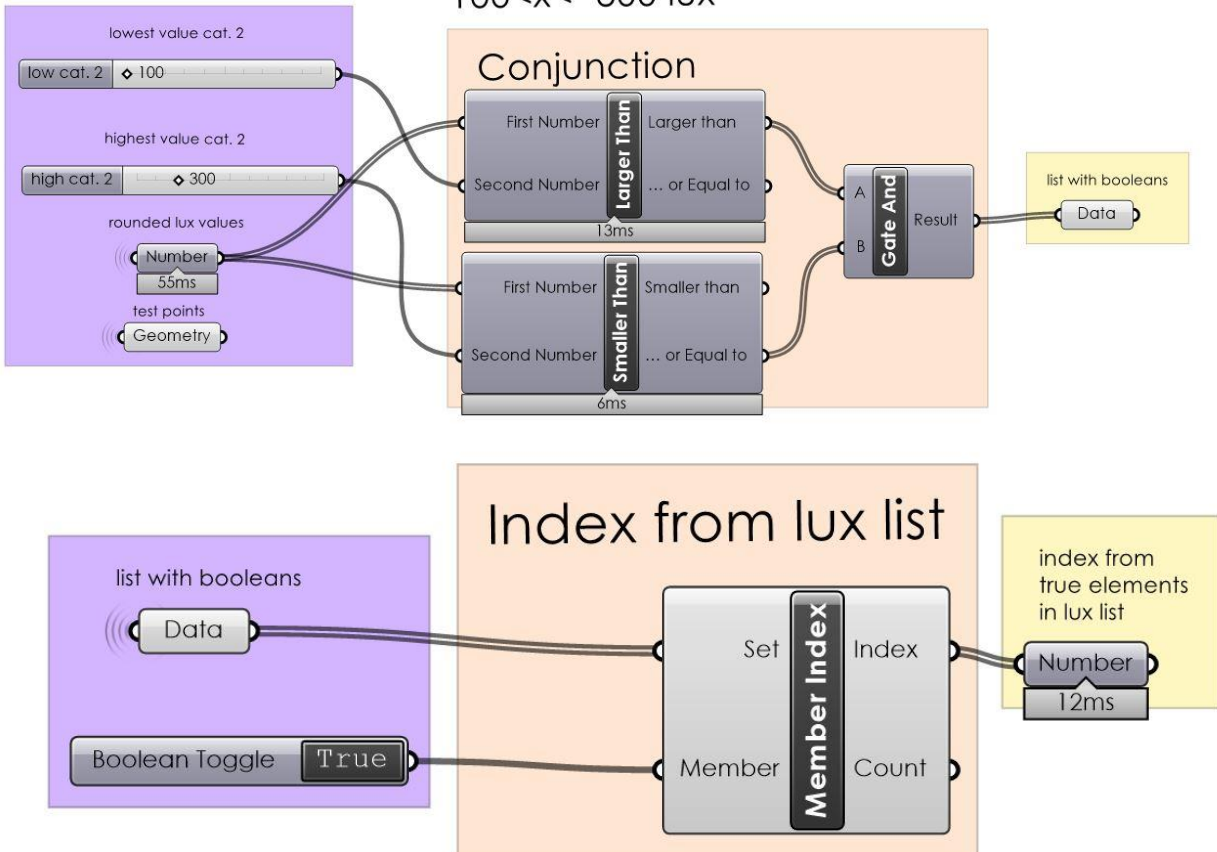 lowest value cat. 2
low cat. 2 100
highest value cat. 2
high cat. 2 300
rounded lux values
Number
55ms
test points
Geometry
Conjunction
First Number
Second Number
Larger Than
Larger than
... or Equal to
13ms
First Number
Second Number
Smaller Than
Smaller than
... or Equal to
6ms
A
B
Gate And
Result
list with booleans
Data
Index from lux list
list with booleans
Data
Boolean Toggle True
Set
Member
Member Index
Index
Count
index from
true elements
in lux list
Number
12ms